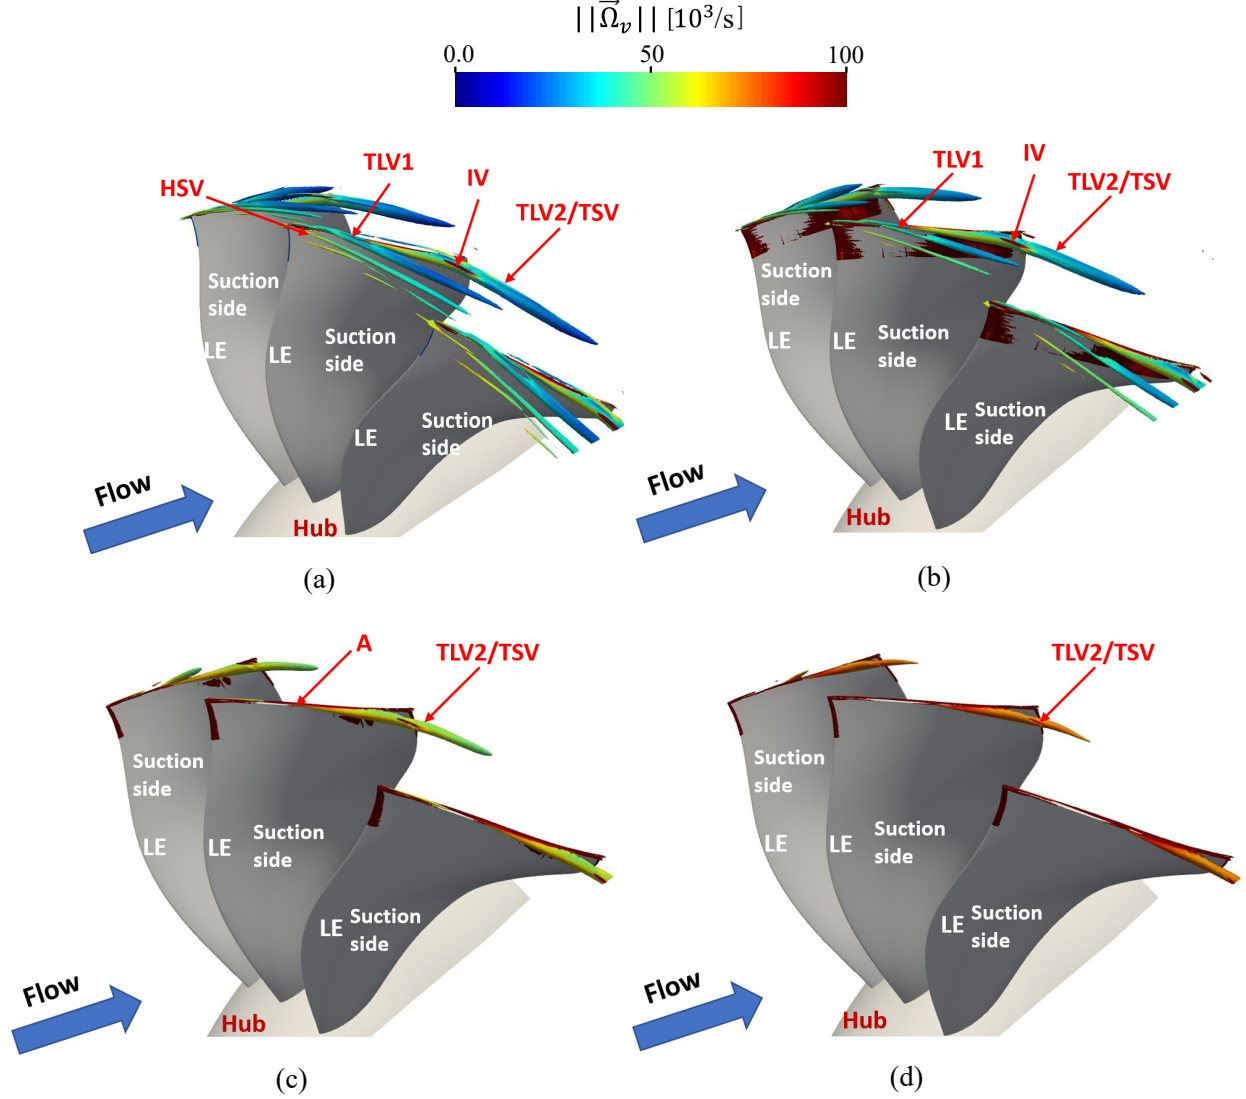 ||Ω⃗ᵥ|| [10³/s]
0.0 50 100
TLV1
HSV
IV
TLV2/TSV
Suction
side
LE
LE
Suction
side
LE
Suction
side
Flow
Hub
(a)
TLV1
IV
TLV2/TSV
Suction
side
LE
LE
Suction
side
LE
Suction
side
Flow
Hub
(b)
A
TLV2/TSV
Suction
side
LE
LE
Suction
side
LE
Suction
side
Flow
Hub
(c)
TLV2/TSV
Suction
side
LE
LE
Suction
side
LE
Suction
side
Flow
Hub
(d)